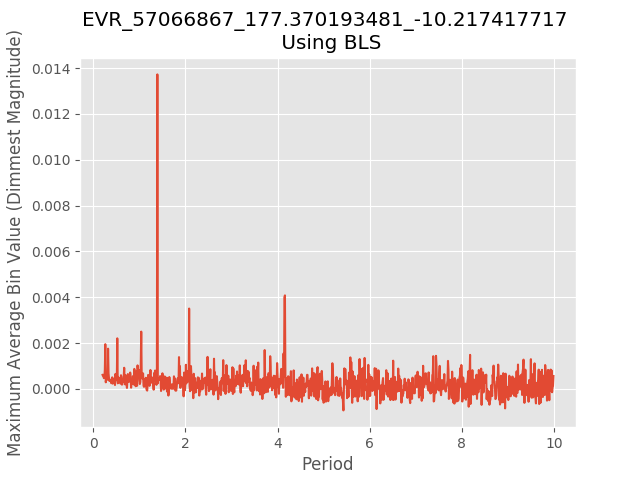 EVR_57066867_177.370193481_-10.217417717
Using BLS
Maximum Average Bin Value (Dimmest Magnitude)
0.014
0.012
0.010
0.008
0.006
0.004
0.002
0.000
0 2 4 6 8 10
Period